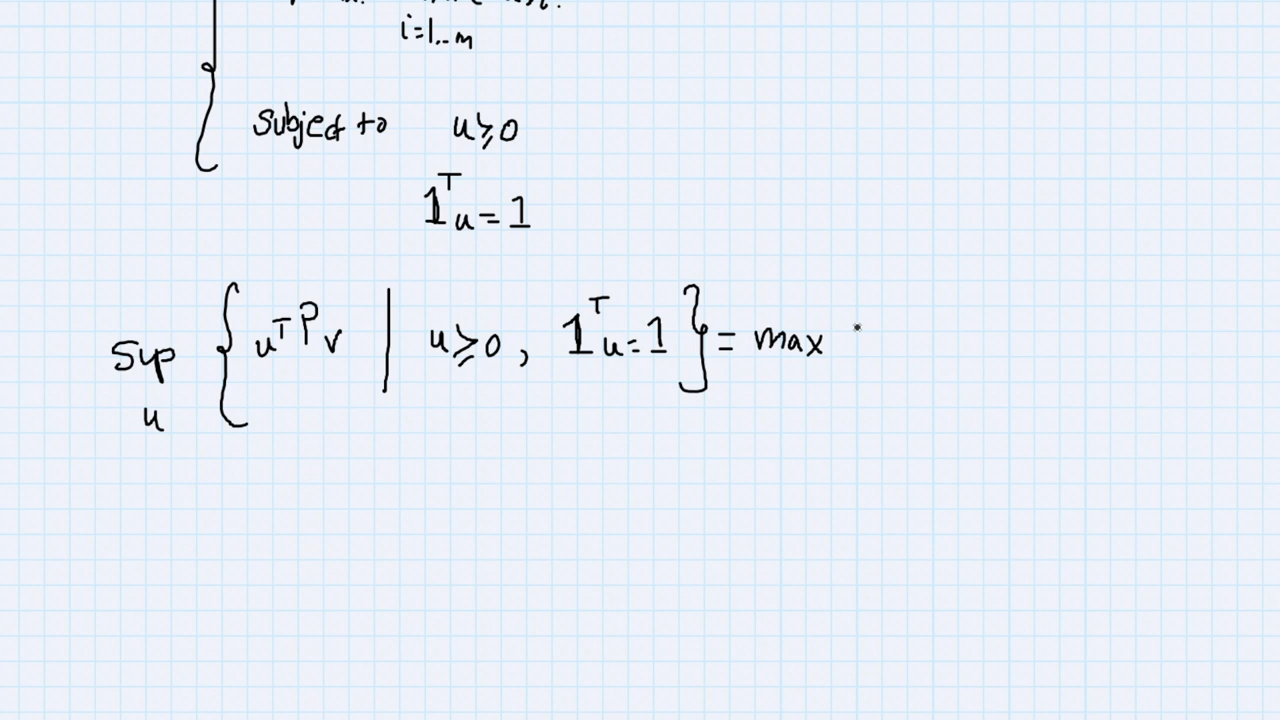 i=1..m
Subject to u≥0
1ᵀu=1
Sup { uᵀPv | u≥0, 1ᵀu=1 } = max
u